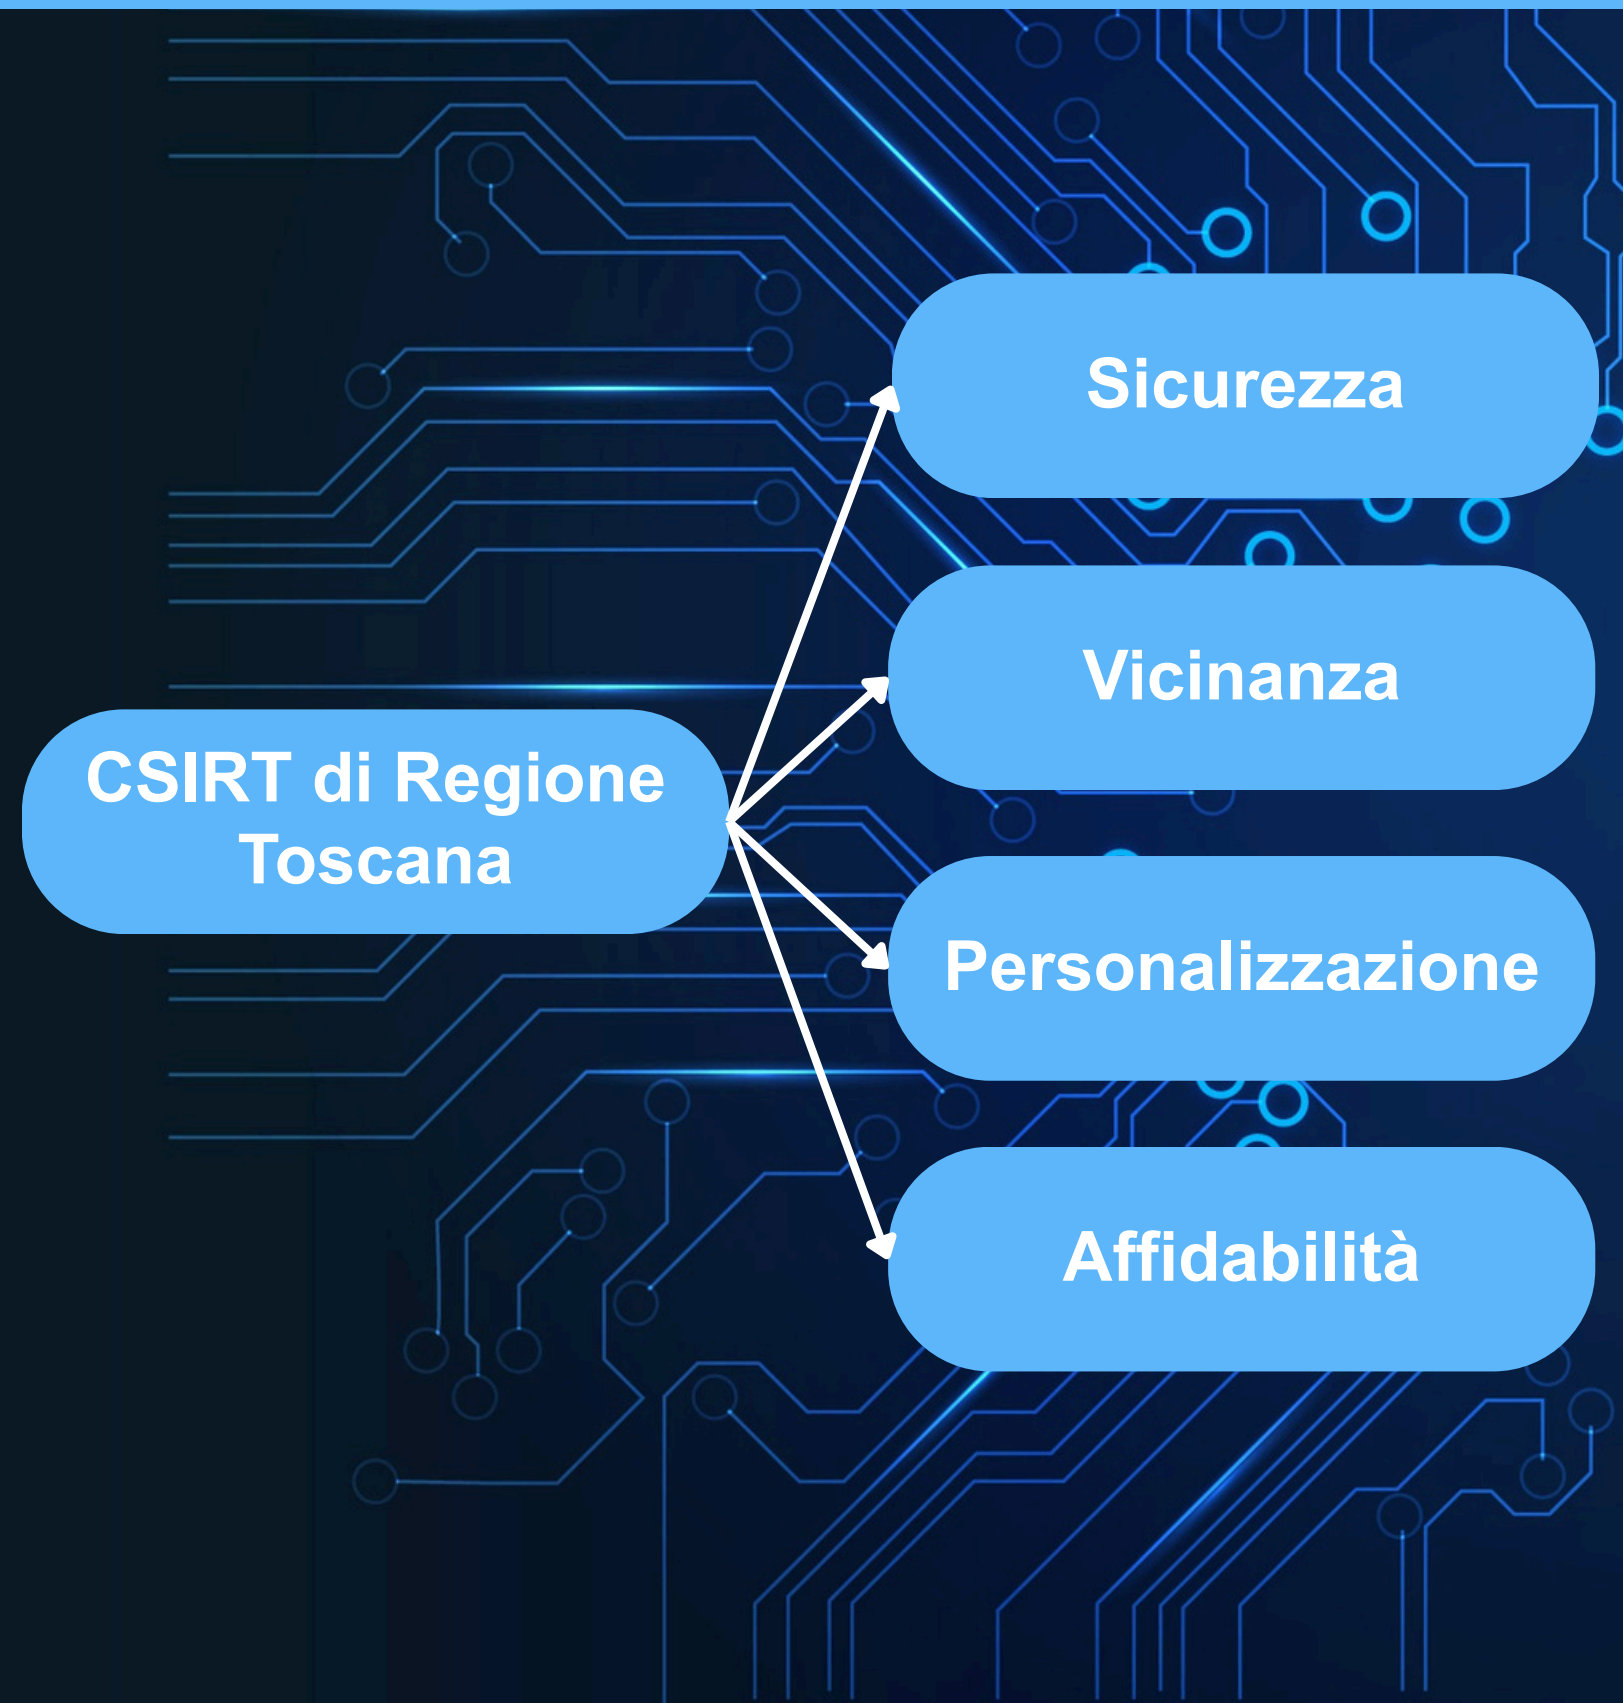 CSIRT di Regione
Toscana
Sicurezza
Vicinanza
Personalizzazione
Affidabilità